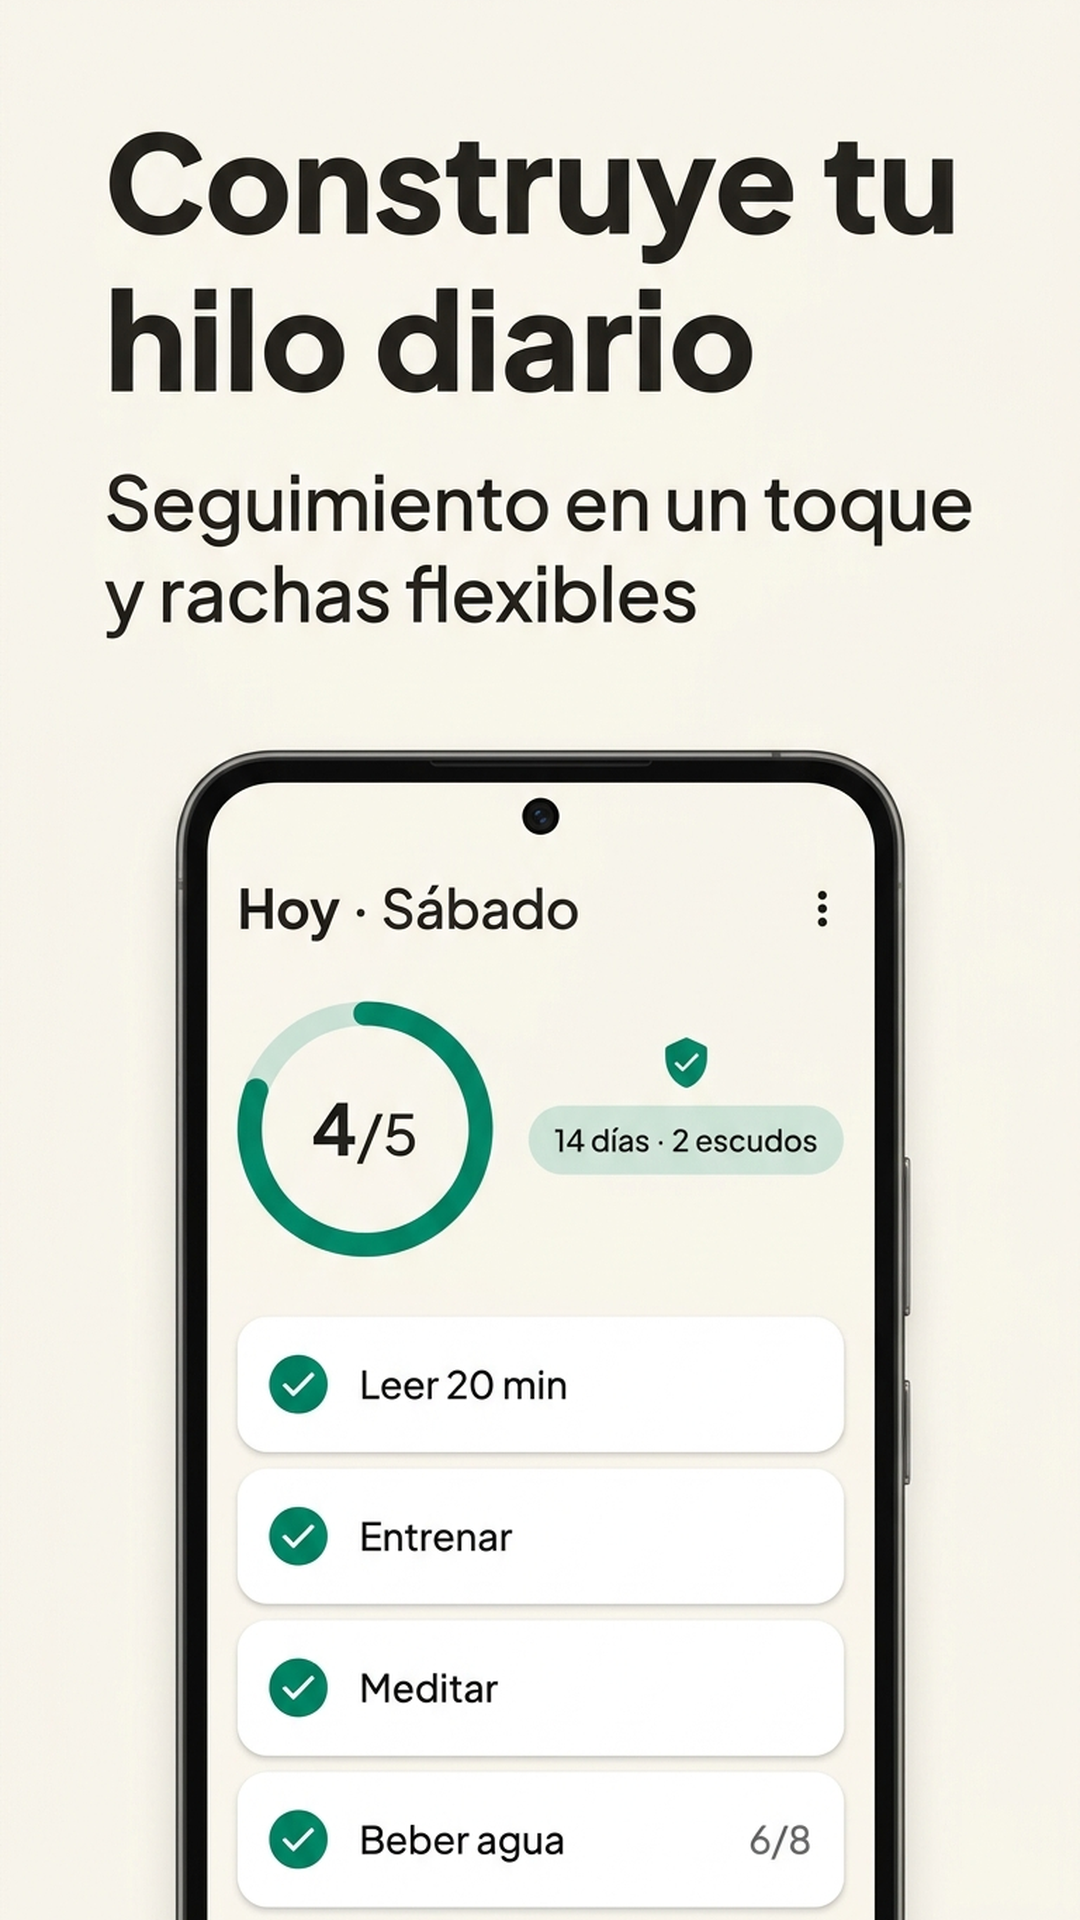 Construye tu
hilo diario
Seguimiento en un toque
y rachas flexibles
Hoy · Sábado
4/5
14 días · 2 escudos
Leer 20 min
Entrenar
Meditar
Beber agua 6/8